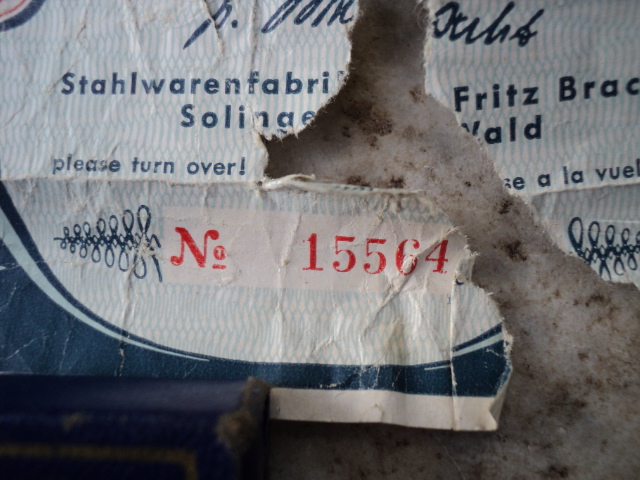 Stahlwarenfabri Fritz Brac
Solinge Wald
please turn over! se a la vuel
№ 15564